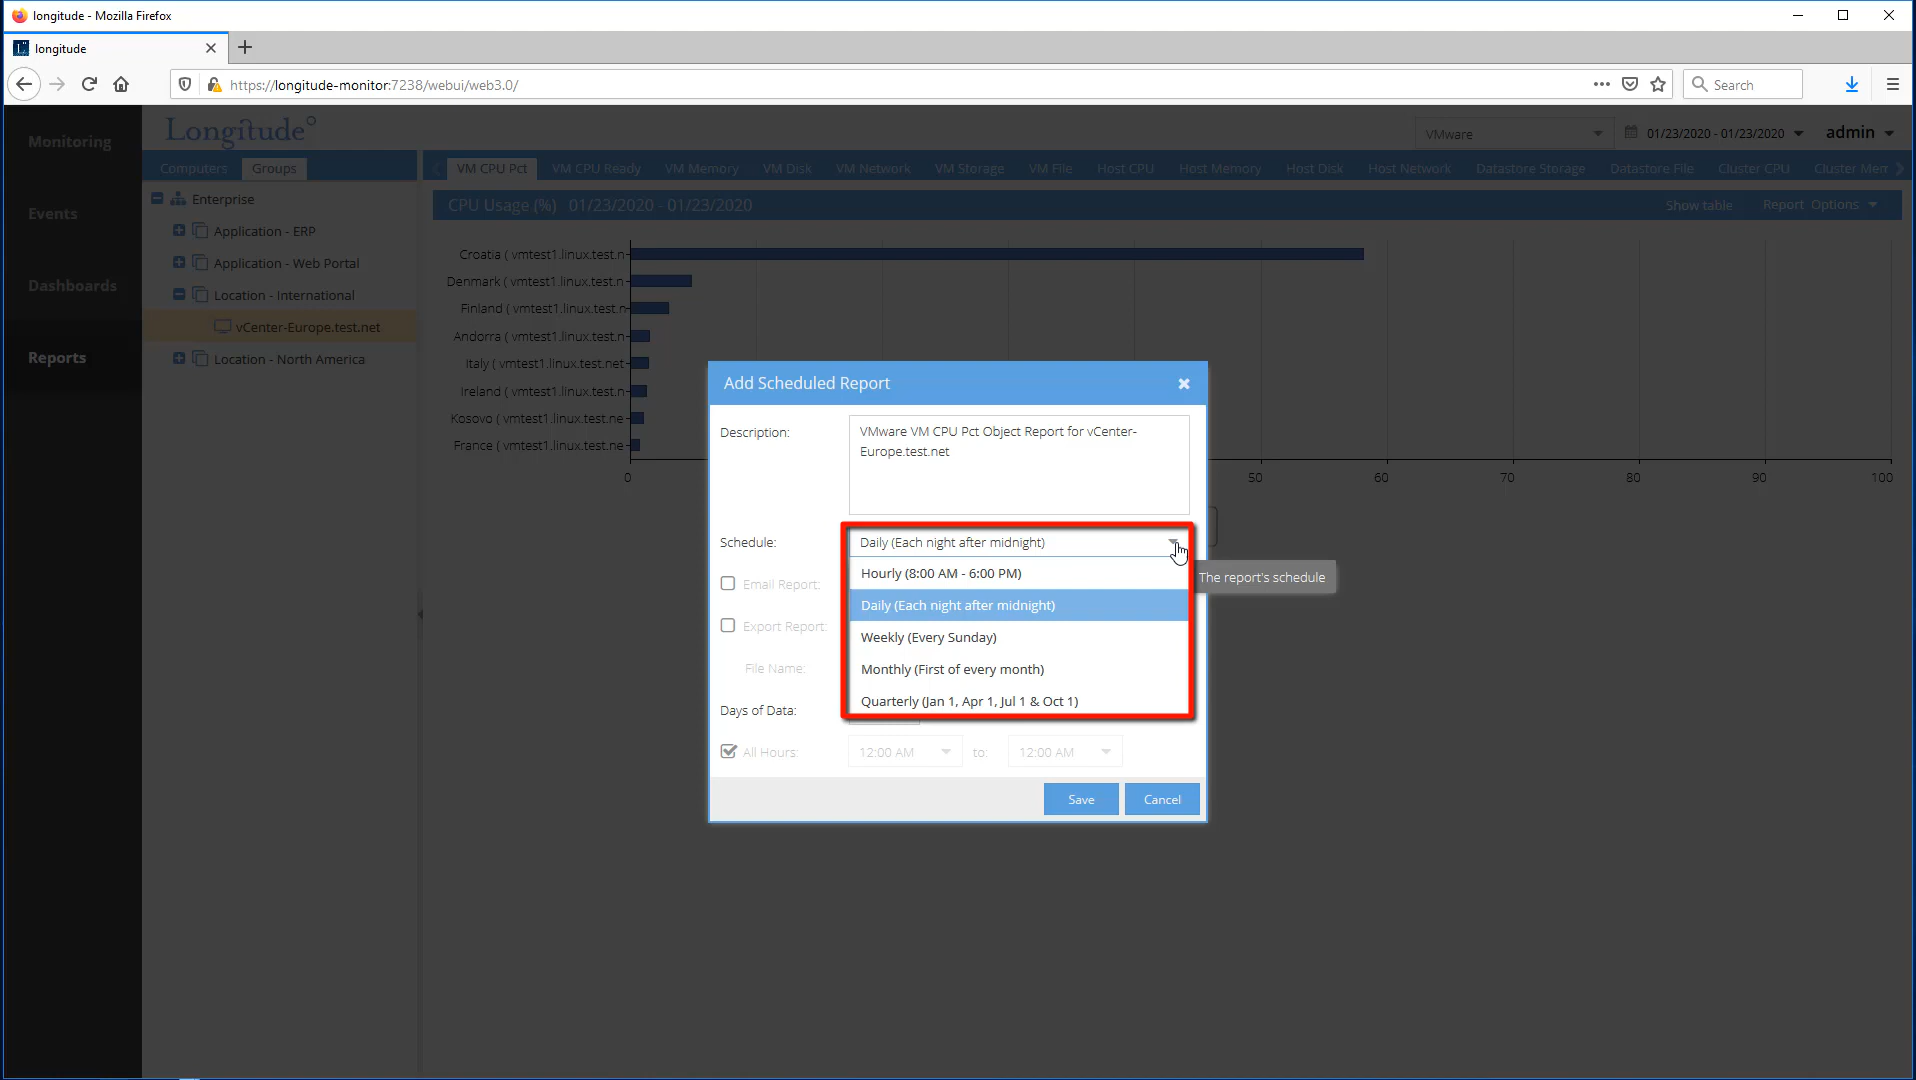 longitude - Mozilla Firefox
longitude
https://longitude-monitor:7238/webui/web3.0/
Search
Monitoring
Events
Dashboards
Reports
Longitude
VMware
01/23/2020 - 01/23/2020
admin
Computers
Groups
VM CPU Pct
VM CPU Ready
VM Memory
VM Disk
VM Network
VM Storage
VM File
Host CPU
Host Memory
Host Disk
Host Network
Datastore Storage
Datastore File
Cluster CPU
Cluster Mem
Enterprise
Application - ERP
Application - Web Portal
Location - International
vCenter-Europe.test.net
Location - North America
CPU Usage (%) 01/23/2020 - 01/23/2020
Show table
Report Options
Croatia ( vmtest1.linux.test.n
Denmark ( vmtest1.linux.test.n
Finland ( vmtest1.linux.test.n
Andorra ( vmtest1.linux.test.n
Italy ( vmtest1.linux.test.net
Ireland ( vmtest1.linux.test.n
Kosovo ( vmtest1.linux.test.ne
France ( vmtest1.linux.test.ne
0
50
60
70
80
90
100
Add Scheduled Report
Description:
VMware VM CPU Pct Object Report for vCenter-
Europe.test.net
Schedule:
Daily (Each night after midnight)
Hourly (8:00 AM - 6:00 PM)
Daily (Each night after midnight)
Weekly (Every Sunday)
Monthly (First of every month)
Quarterly (Jan 1, Apr 1, Jul 1 & Oct 1)
The report's schedule
Email Report:
Export Report:
File Name:
Days of Data:
All Hours:
12:00 AM
to:
12:00 AM
Save
Cancel